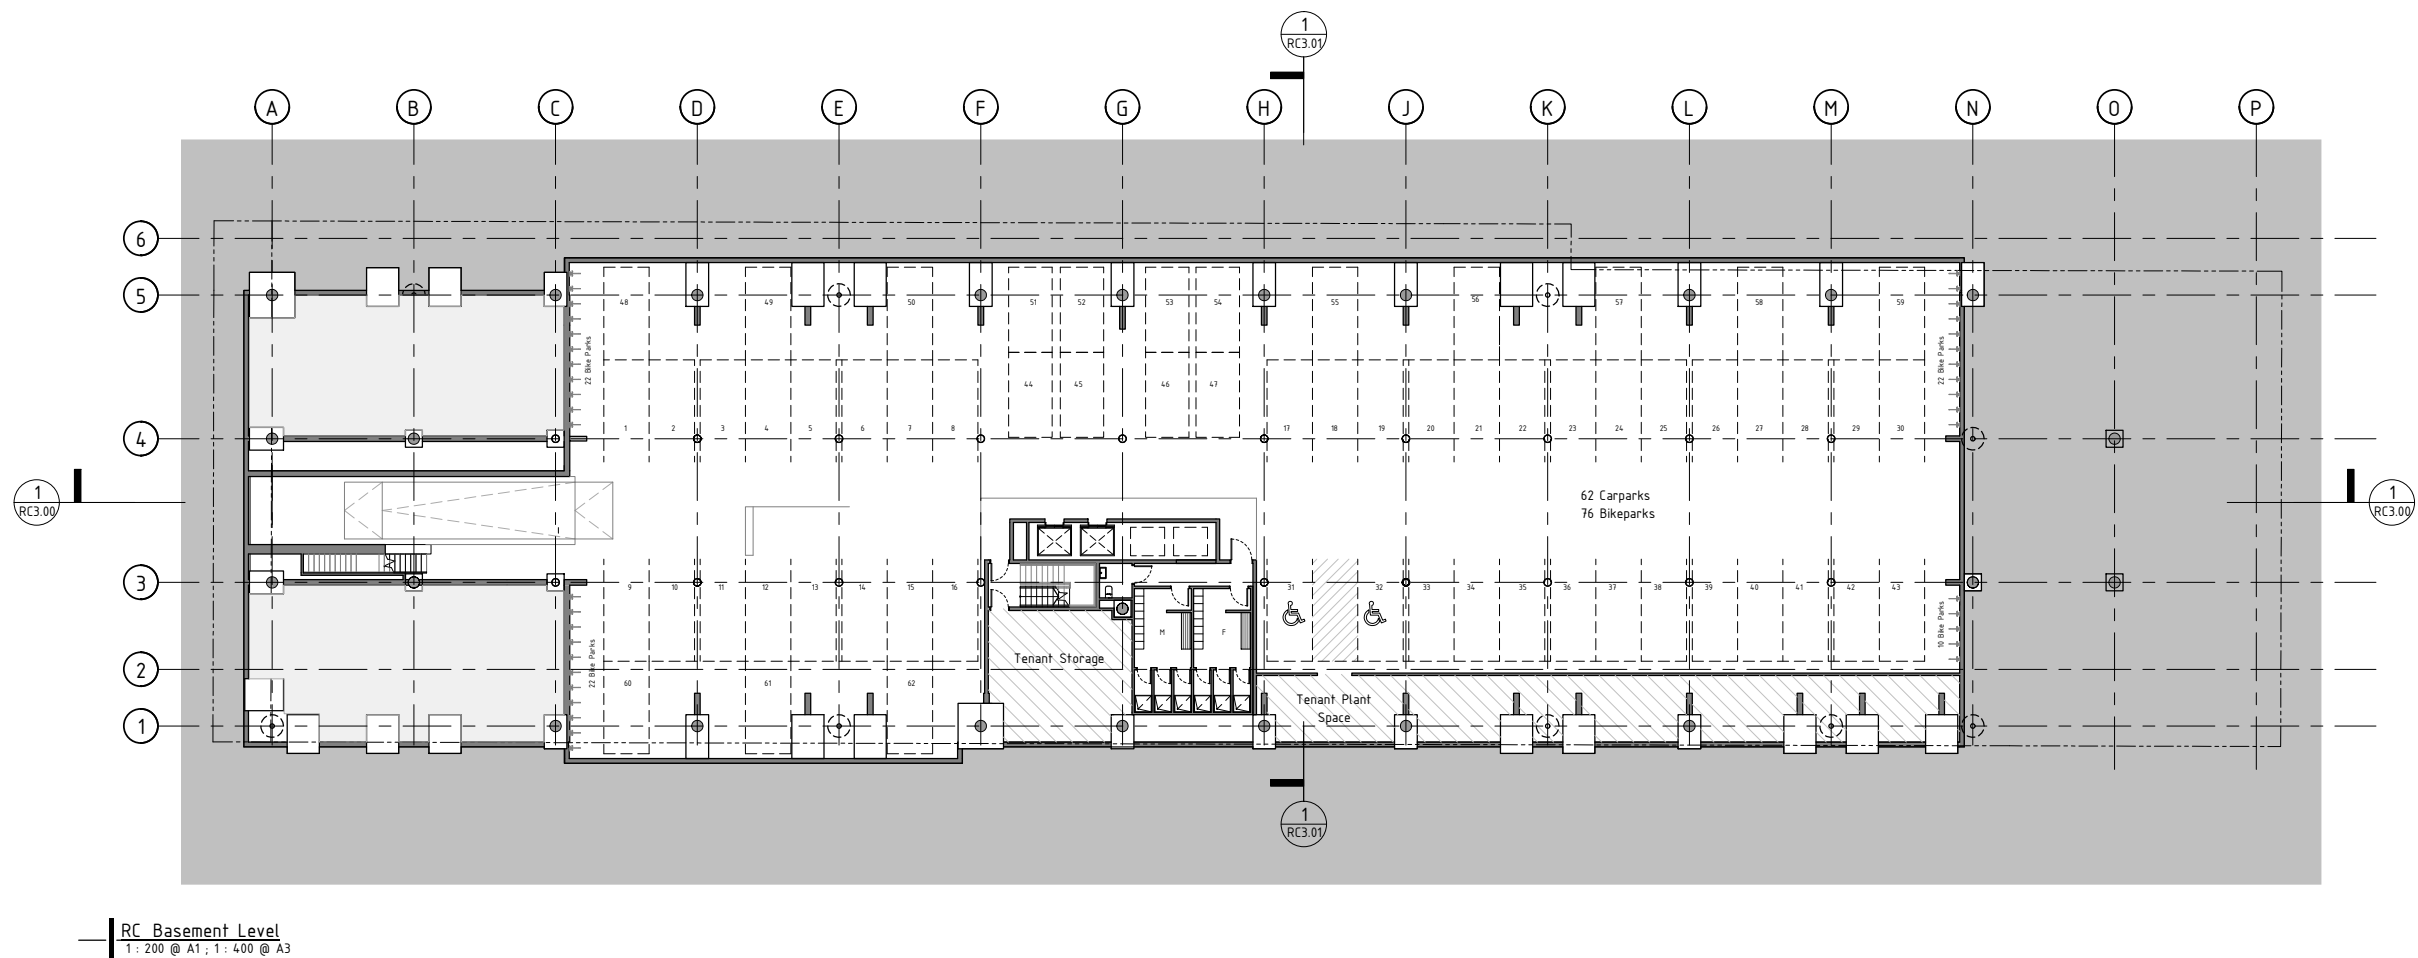 1
RC3.01
A B C D E F G H J K L M N O P
6
5
48 49 50 51 52 53 54 55 56 57 58 59
22 Bike Parks
22 Bike Parks
44 45 46 47
4
1 2 3 4 5 6 7 8 17 18 19 20 21 22 23 24 25 26 27 28 29 30
1
RC3.00
62 Carparks
76 Bikeparks
1
RC3.00
3
9 10 11 12 13 14 15 16 31 32 33 34 35 36 37 38 39 40 41 42 43
10 Bike Parks
M F
22 Bike Parks
Tenant Storage
2
60 61 62
Tenant Plant
Space
1
1
RC3.01
RC Basement Level
1 : 200 @ A1 ; 1 : 400 @ A3